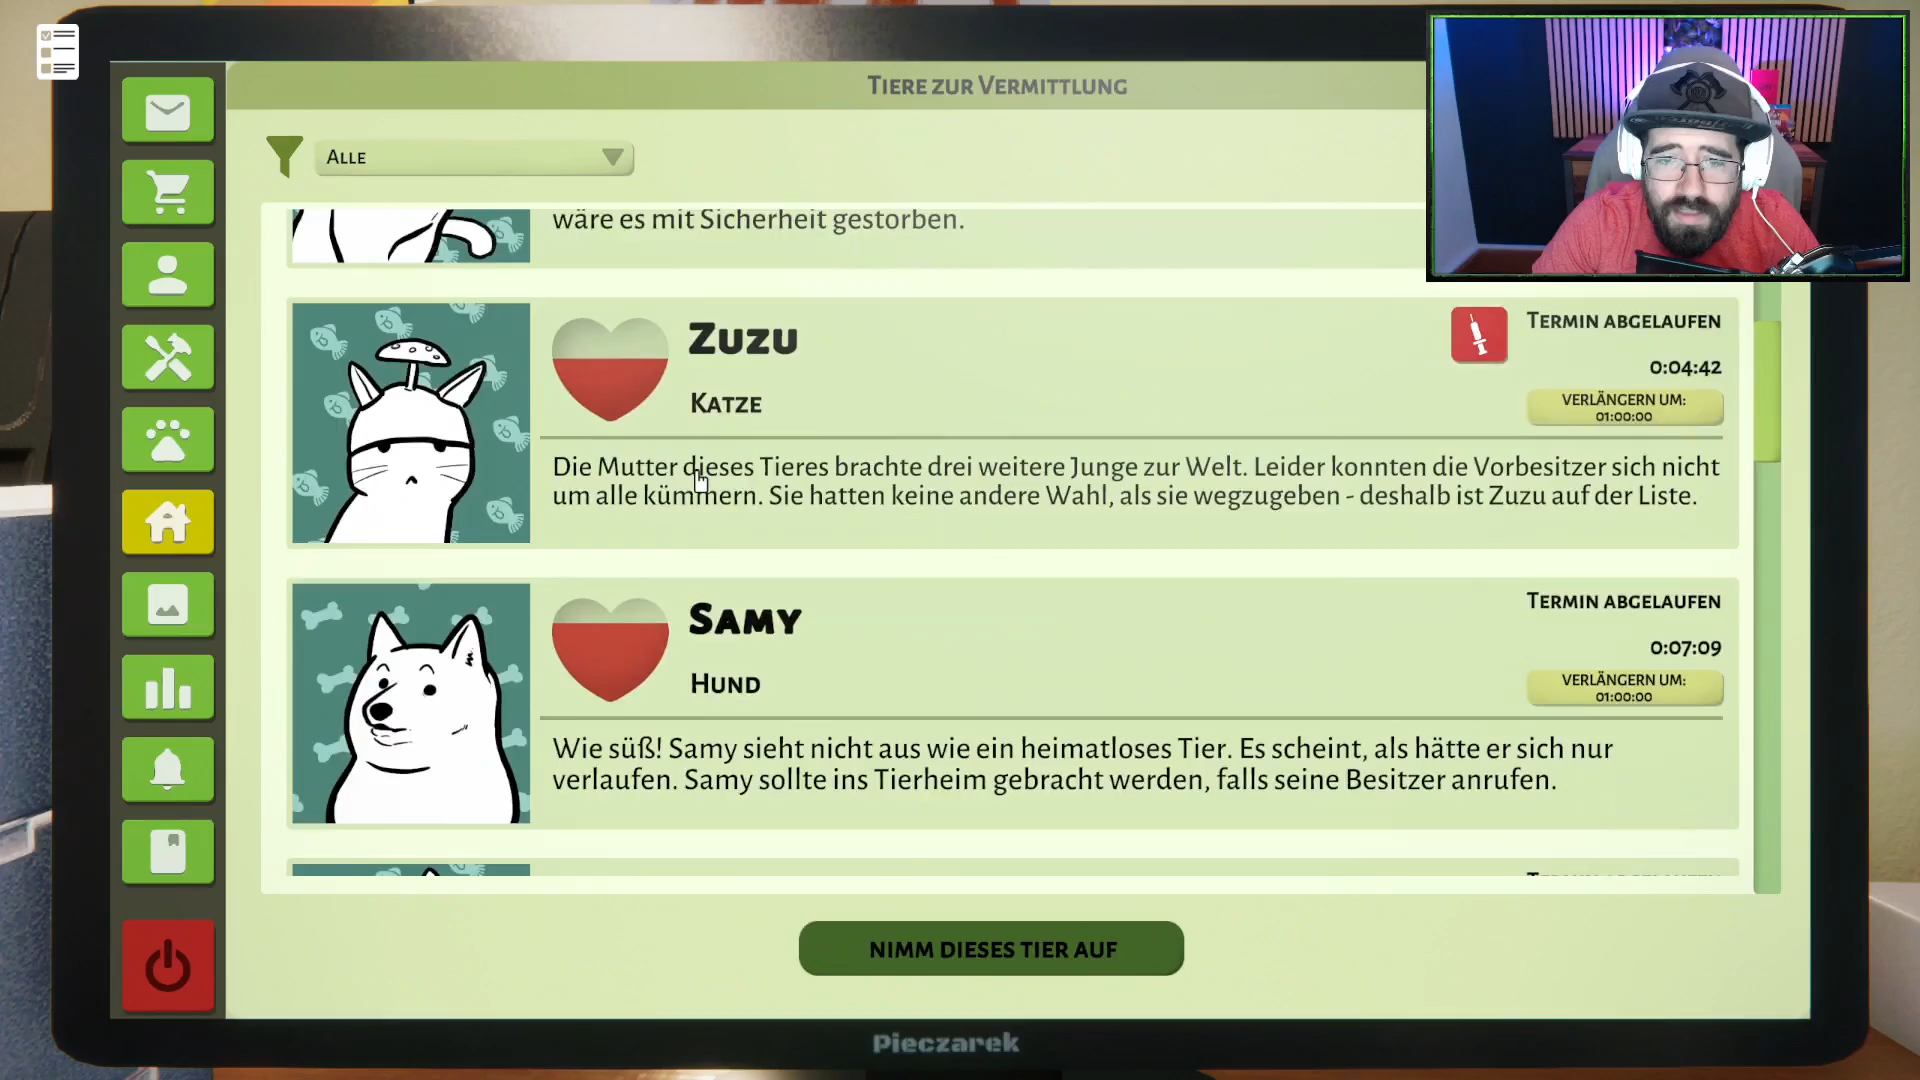 Tiere zur Vermittlung
Alle
wäre es mit Sicherheit gestorben.
Zuzu
Termin abgelaufen
0:04:42
Katze
Verlängern um:
01:00:00
Die Mutter dieses Tieres brachte drei weitere Junge zur Welt. Leider konnten die Vorbesitzer sich nicht
um alle kümmern. Sie hatten keine andere Wahl, als sie wegzugeben - deshalb ist Zuzu auf der Liste.
Samy
Termin abgelaufen
0:07:09
Hund
Verlängern um:
01:00:00
Wie süß! Samy sieht nicht aus wie ein heimatloses Tier. Es scheint, als hätte er sich nur
verlaufen. Samy sollte ins Tierheim gebracht werden, falls seine Besitzer anrufen.
Nimm dieses Tier auf
Pieczarek